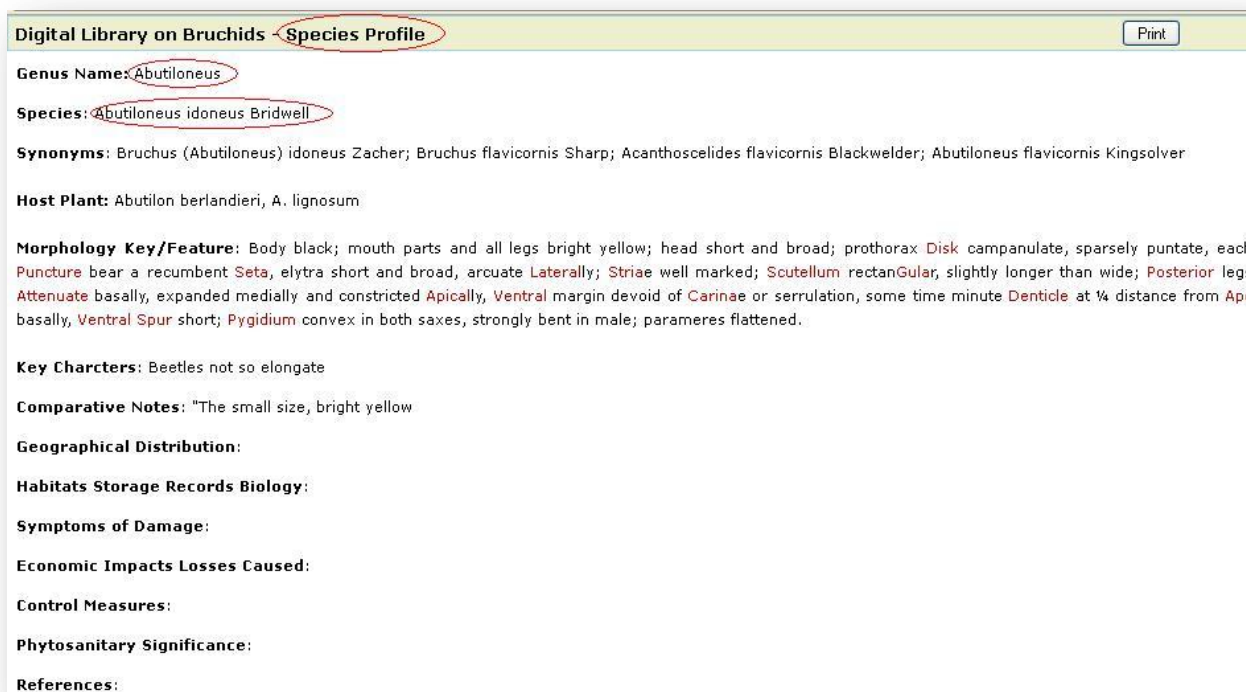 Digital Library on Bruchids - Species Profile
Print
Genus Name: Abutiloneus
Species: Abutiloneus idoneus Bridwell
Synonyms: Bruchus (Abutiloneus) idoneus Zacher; Bruchus flavicornis Sharp; Acanthoscelides flavicornis Blackwelder; Abutiloneus flavicornis Kingsolver
Host Plant: Abutilon berlandieri, A. lignosum
Morphology Key/Feature: Body black; mouth parts and all legs bright yellow; head short and broad; prothorax Disk campanulate, sparsely puntate,
Puncture bear a recumbent Seta, elytra short and broad, arcuate Laterally; Striae well marked; Scutellum rectanGular, slightly longer than wide; Posterior
Attenuate basally, expanded medially and constricted Apically, Ventral margin devoid of Carinae or serrulation, some time minute Denticle at ¼ distance from
basally, Ventral Spur short; Pygidium convex in both saxes, strongly bent in male; parameres flattened.
Key Charcters: Beetles not so elongate
Comparative Notes: "The small size, bright yellow
Geographical Distribution:
Habitats Storage Records Biology:
Symptoms of Damage:
Economic Impacts Losses Caused:
Control Measures:
Phytosanitary Significance:
References: